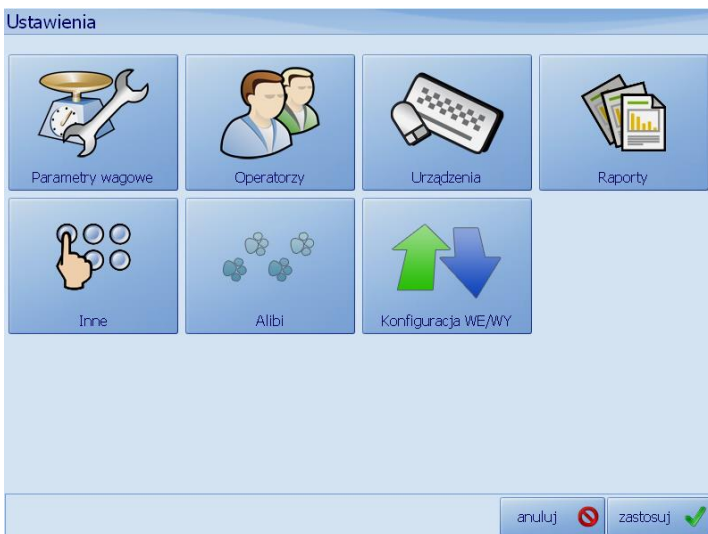 Ustawienia
Parametry wagowe
Operatorzy
Urządzenia
Raporty
Inne
Alibi
Konfiguracja WE/WY
anuluj
zastosuj